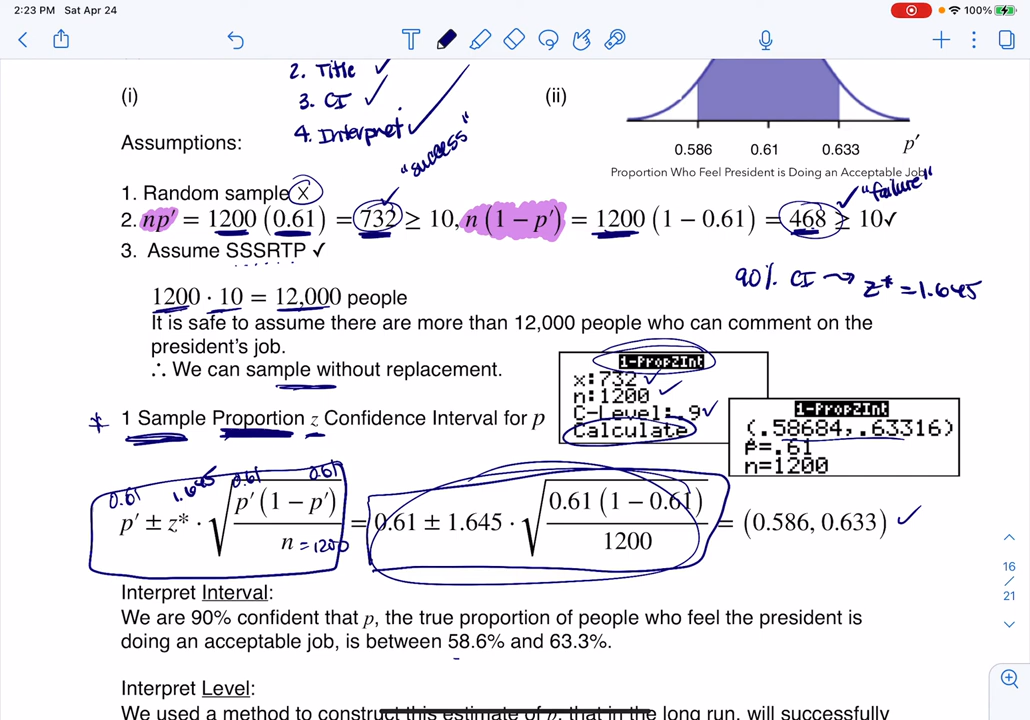 2:23 PM Sat Apr 24
100%
2. Title ✓
(i)
3. CI ✓
(ii)
4. Interpret ✓
Assumptions:
"success"
0.586 0.61 0.633 p′
Proportion Who Feel President is Doing an Acceptable Job
"failure"
1. Random sample X
2. np′ = 1200 (0.61) = 732 ≥ 10, n (1 − p′) = 1200 (1 − 0.61) = 468 ≥ 10 ✓
3. Assume SSSRTP ✓
90% CI → z* = 1.645
1200 · 10 = 12,000 people
It is safe to assume there are more than 12,000 people who can comment on the
president's job.
∴ We can sample without replacement.
1-PropZInt
x:732
n:1200
C-Level:.9
Calculate
1-PropZInt
(.58684,.63316)
p̂=.61
n=1200
* 1 Sample Proportion z Confidence Interval for p
0.61 1.645 0.61 0.61
p′ ± z* · √(p′ (1 − p′) / n) = 0.61 ± 1.645 · √(0.61 (1 − 0.61) / 1200) = (0.586, 0.633) ✓
= 1200
Interpret Interval:
We are 90% confident that p, the true proportion of people who feel the president is
doing an acceptable job, is between 58.6% and 63.3%.
16
/
21
Interpret Level:
We used a method to construct this estimate of p, that in the long run, will successfully